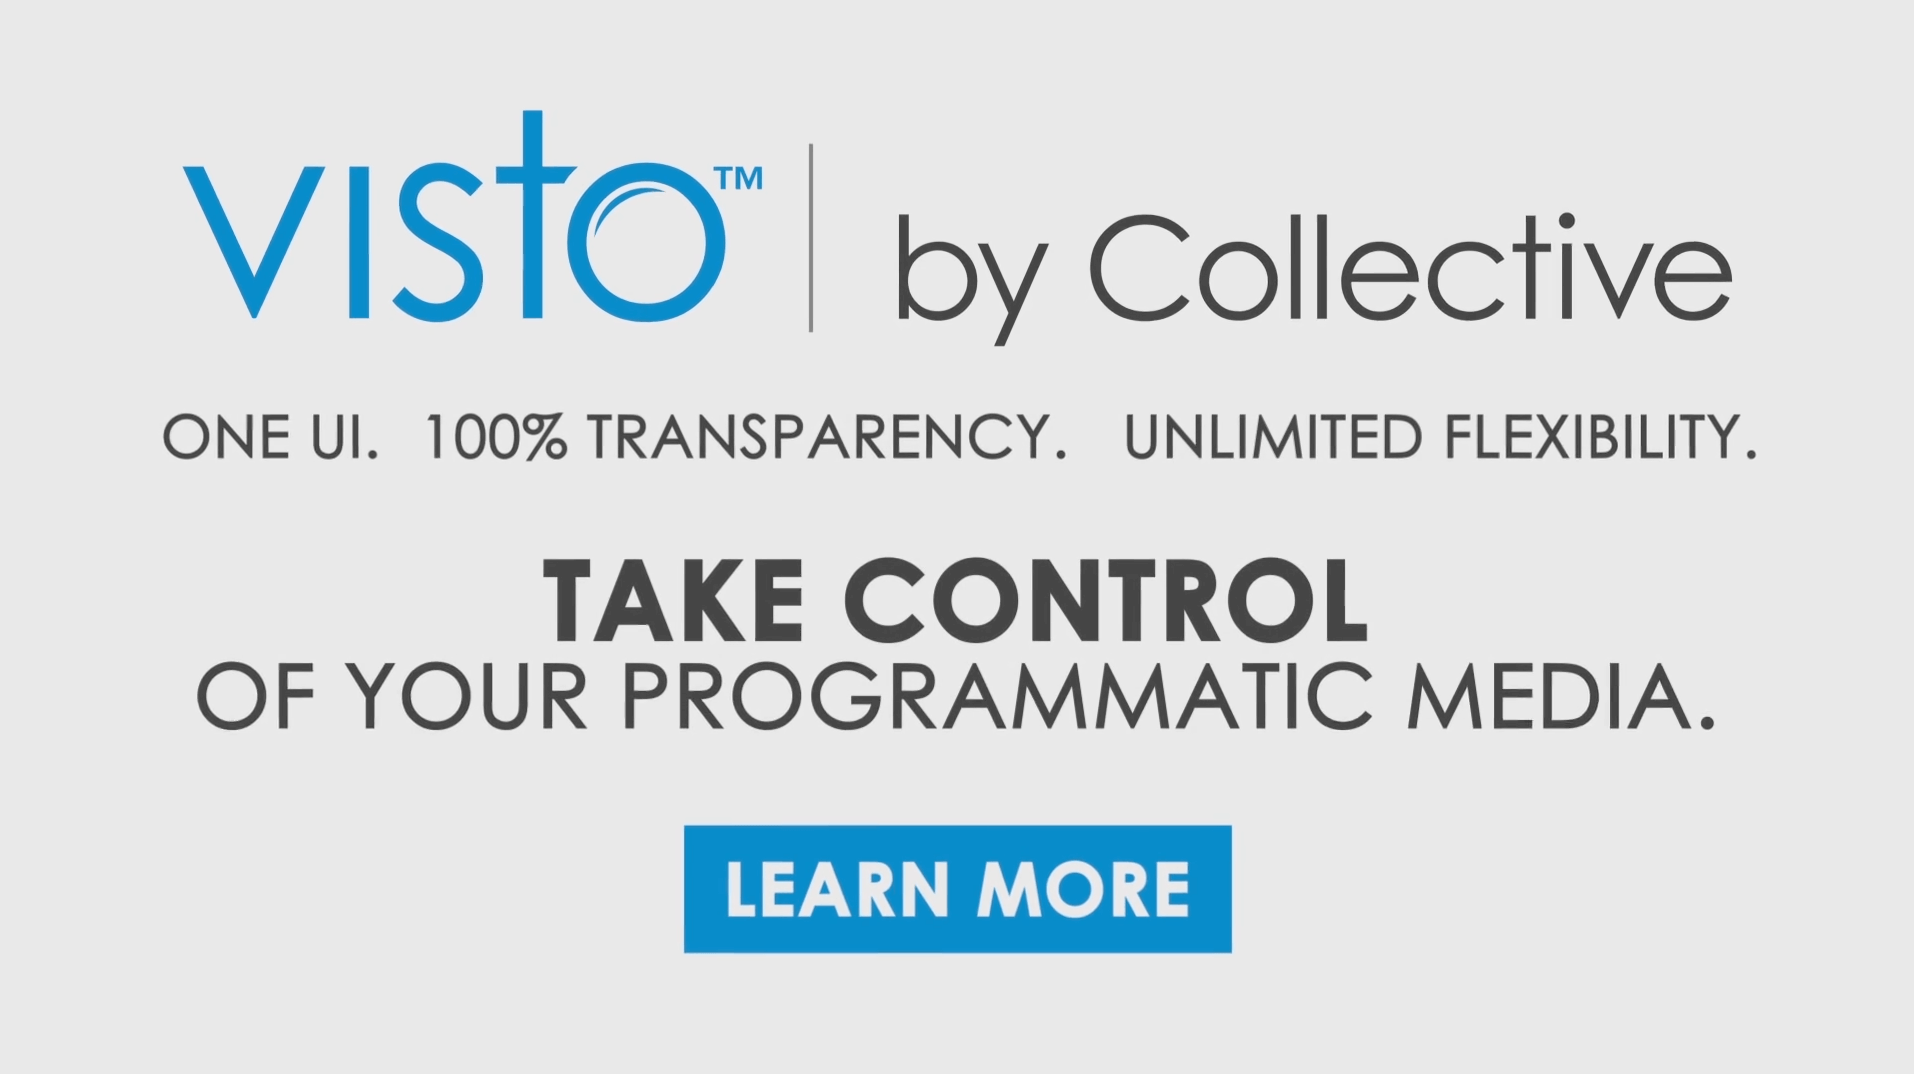 visto™ by Collective
ONE UI. 100% TRANSPARENCY. UNLIMITED FLEXIBILITY.
TAKE CONTROL
OF YOUR PROGRAMMATIC MEDIA.
LEARN MORE